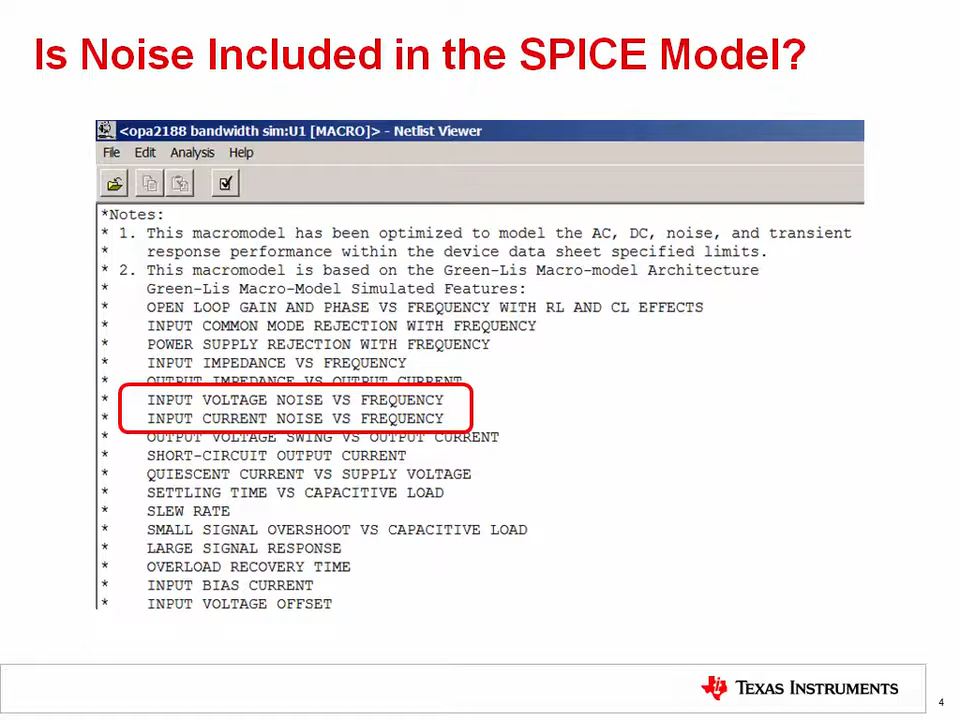 Is Noise Included in the SPICE Model?
<opa2188 bandwidth sim:U1 [MACRO]> - Netlist Viewer
File Edit Analysis Help
*Notes:
* 1. This macromodel has been optimized to model the AC, DC, noise, and transient
* response performance within the device data sheet specified limits.
* 2. This macromodel is based on the Green-Lis Macro-model Architecture
* Green-Lis Macro-Model Simulated Features:
* OPEN LOOP GAIN AND PHASE VS FREQUENCY WITH RL AND CL EFFECTS
* INPUT COMMON MODE REJECTION WITH FREQUENCY
* POWER SUPPLY REJECTION WITH FREQUENCY
* INPUT IMPEDANCE VS FREQUENCY
* OUTPUT IMPEDANCE VS OUTPUT CURRENT
* INPUT VOLTAGE NOISE VS FREQUENCY
* INPUT CURRENT NOISE VS FREQUENCY
* OUTPUT VOLTAGE SWING VS OUTPUT CURRENT
* SHORT-CIRCUIT OUTPUT CURRENT
* QUIESCENT CURRENT VS SUPPLY VOLTAGE
* SETTLING TIME VS CAPACITIVE LOAD
* SLEW RATE
* SMALL SIGNAL OVERSHOOT VS CAPACITIVE LOAD
* LARGE SIGNAL RESPONSE
* OVERLOAD RECOVERY TIME
* INPUT BIAS CURRENT
* INPUT VOLTAGE OFFSET
TEXAS INSTRUMENTS
4